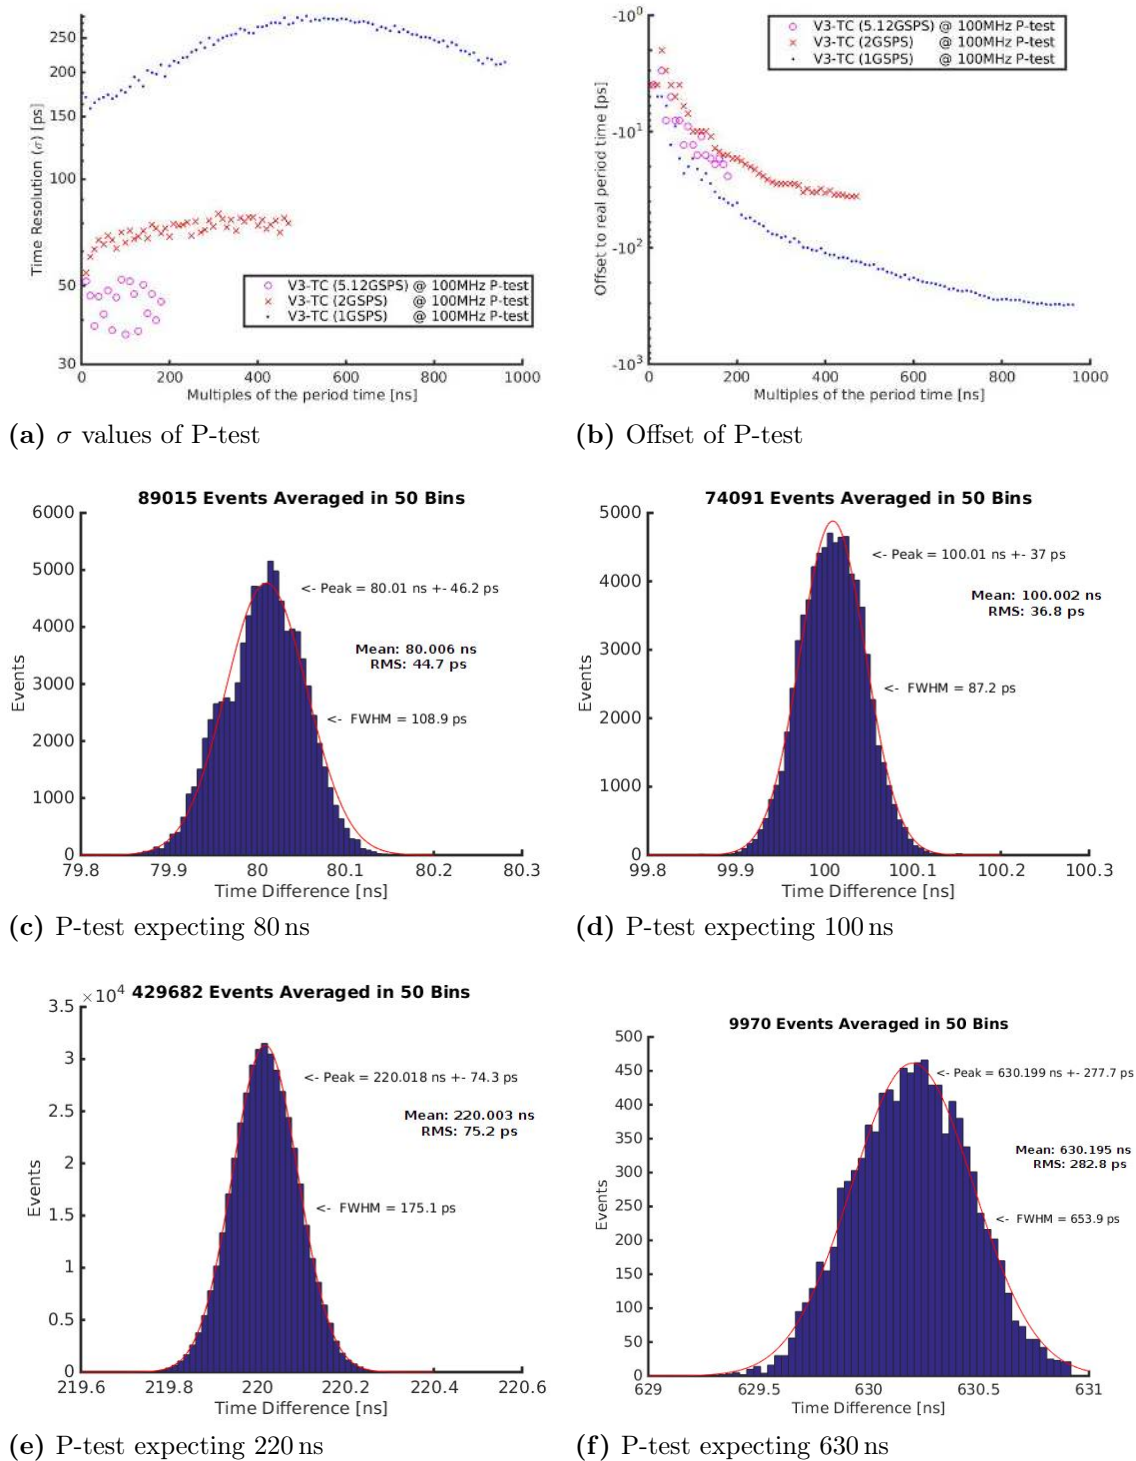 250
200
150
100
50
30
0
200
400
600
800
1000
Time Resolution (σ) [ps]
Multiples of the period time [ns]
V3-TC (5.12GSPS) @ 100MHz P-test
V3-TC (2GSPS) @ 100MHz P-test
V3-TC (1GSPS) @ 100MHz P-test
-10^0
-10^1
-10^2
-10^3
0
200
400
600
800
1000
Offset to real period time [ps]
Multiples of the period time [ns]
V3-TC (5.12GSPS) @ 100MHz P-test
V3-TC (2GSPS) @ 100MHz P-test
V3-TC (1GSPS) @ 100MHz P-test
(a) σ values of P-test
(b) Offset of P-test
89015 Events Averaged in 50 Bins
6000
5000
4000
3000
2000
1000
0
Events
<- Peak = 80.01 ns +- 46.2 ps
Mean: 80.006 ns
RMS: 44.7 ps
<- FWHM = 108.9 ps
79.8
79.9
80
80.1
80.2
80.3
Time Difference [ns]
(c) P-test expecting 80 ns
74091 Events Averaged in 50 Bins
5000
4000
3000
2000
1000
0
Events
<- Peak = 100.01 ns +- 37 ps
Mean: 100.002 ns
RMS: 36.8 ps
<- FWHM = 87.2 ps
99.8
99.9
100
100.1
100.2
100.3
Time Difference [ns]
(d) P-test expecting 100 ns
×10^4 429682 Events Averaged in 50 Bins
3.5
3
2.5
2
1.5
1
0.5
0
Events
<- Peak = 220.018 ns +- 74.3 ps
Mean: 220.003 ns
RMS: 75.2 ps
<- FWHM = 175.1 ps
219.6
219.8
220
220.2
220.4
220.6
Time Difference [ns]
(e) P-test expecting 220 ns
9970 Events Averaged in 50 Bins
500
450
400
350
300
250
200
150
100
50
0
Events
<- Peak = 630.199 ns +- 277.7 ps
Mean: 630.195 ns
RMS: 282.8 ps
<- FWHM = 653.9 ps
629
629.5
630
630.5
631
Time Difference [ns]
(f) P-test expecting 630 ns